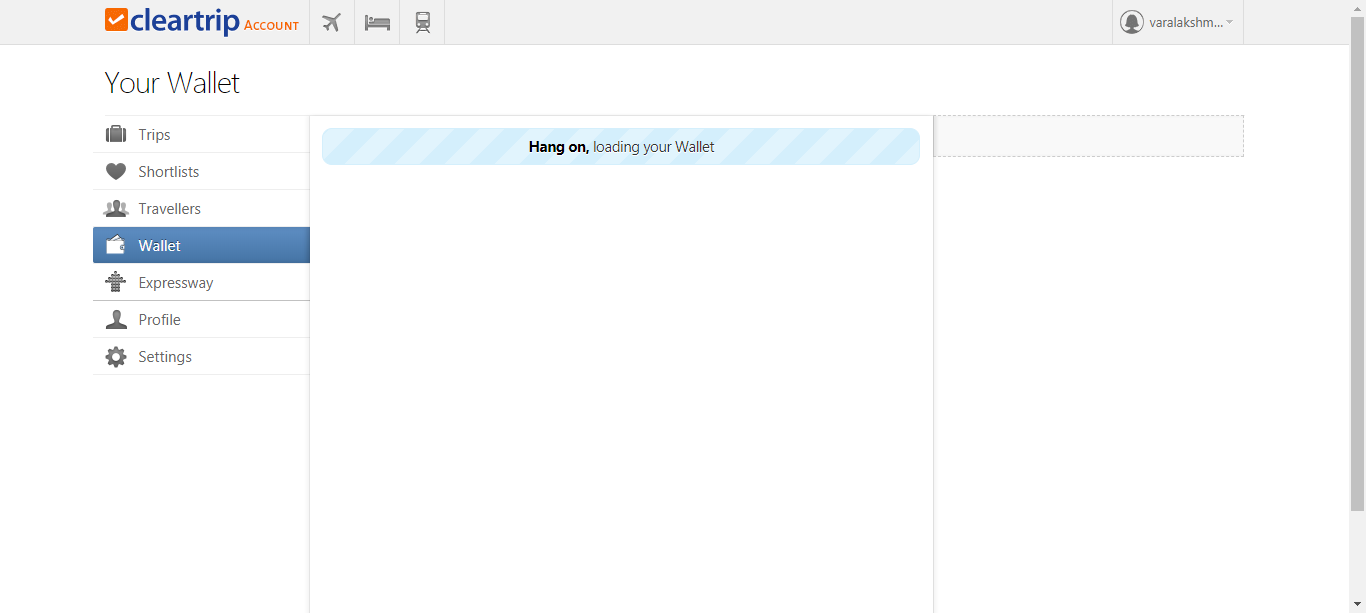 cleartrip ACCOUNT
varalakshm...
Your Wallet
Trips
Shortlists
Travellers
Wallet
Expressway
Profile
Settings
Hang on, loading your Wallet